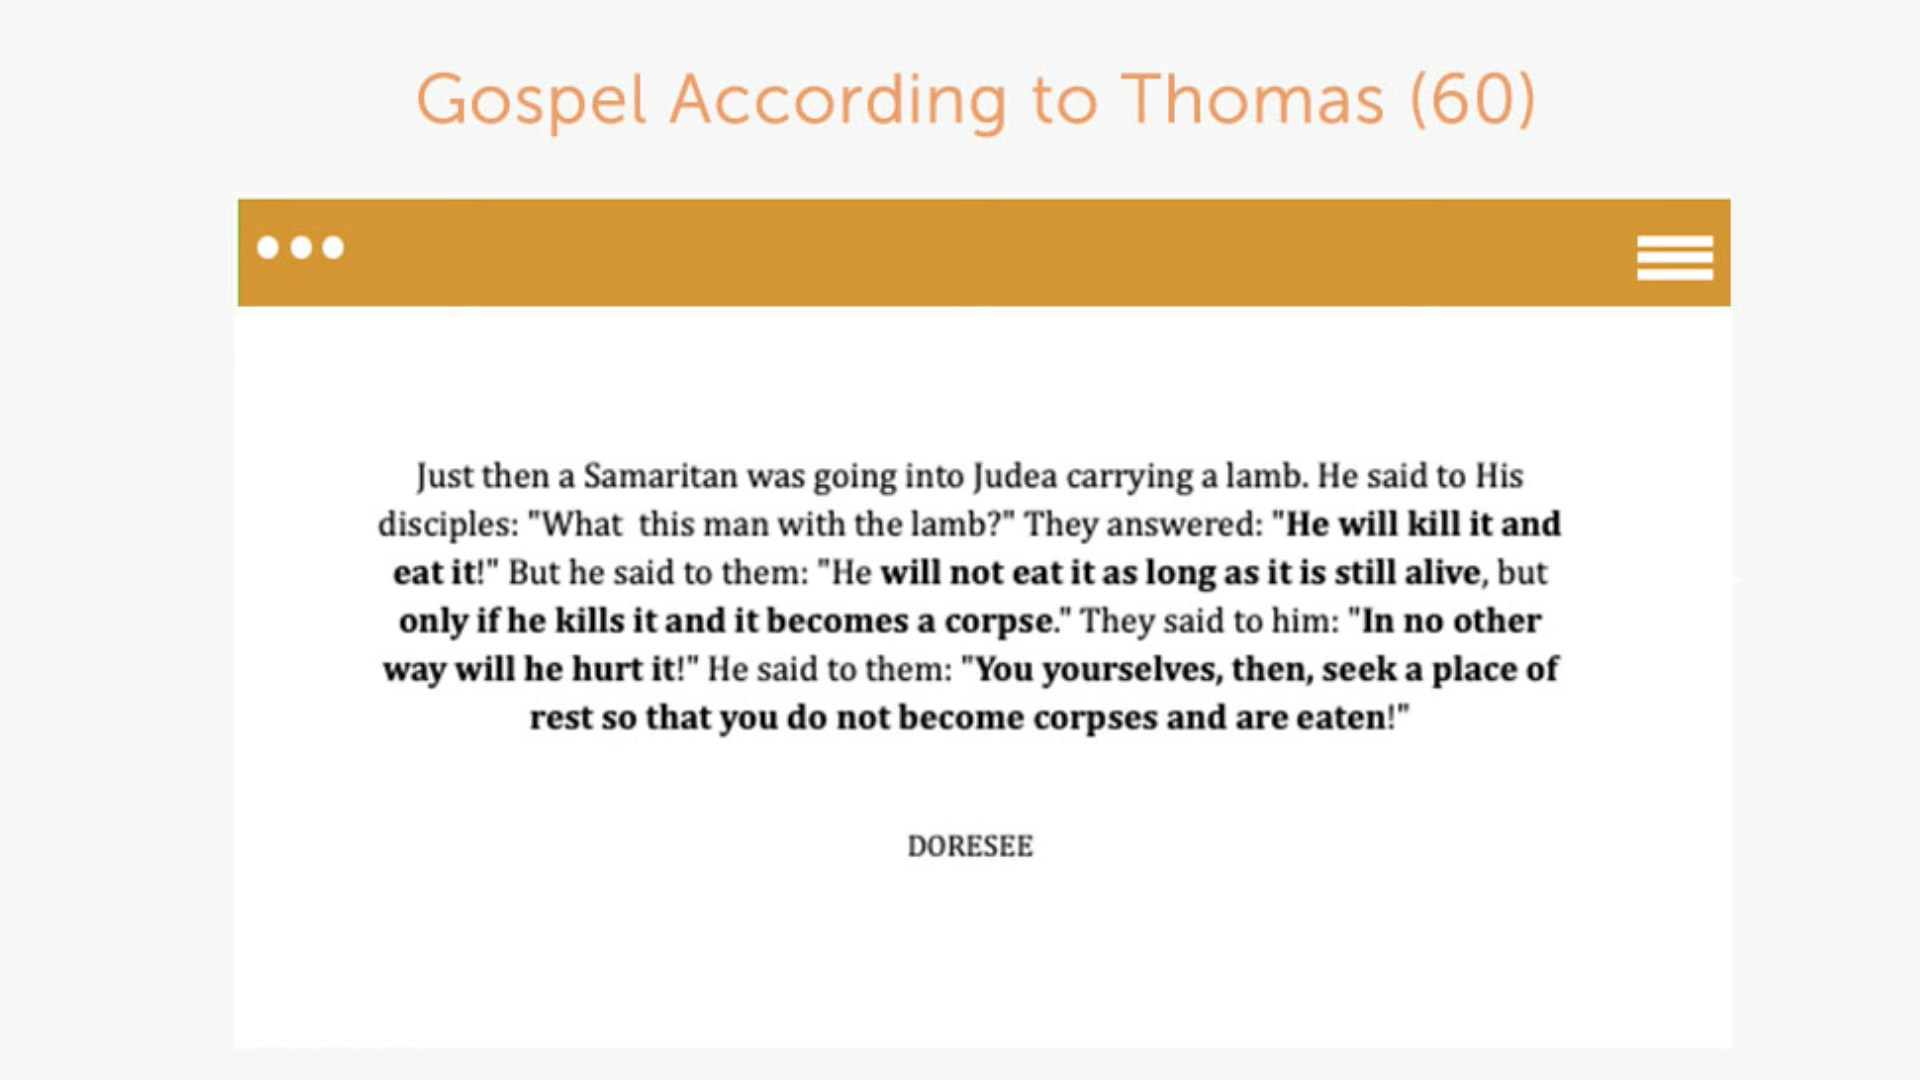 Gospel According to Thomas (60)
Just then a Samaritan was going into Judea carrying a lamb. He said to His
disciples: "What  this man with the lamb?" They answered: "He will kill it and
eat it!" But he said to them: "He will not eat it as long as it is still alive, but
only if he kills it and it becomes a corpse." They said to him: "In no other
way will he hurt it!" He said to them: "You yourselves, then, seek a place of
rest so that you do not become corpses and are eaten!"
DORESEE